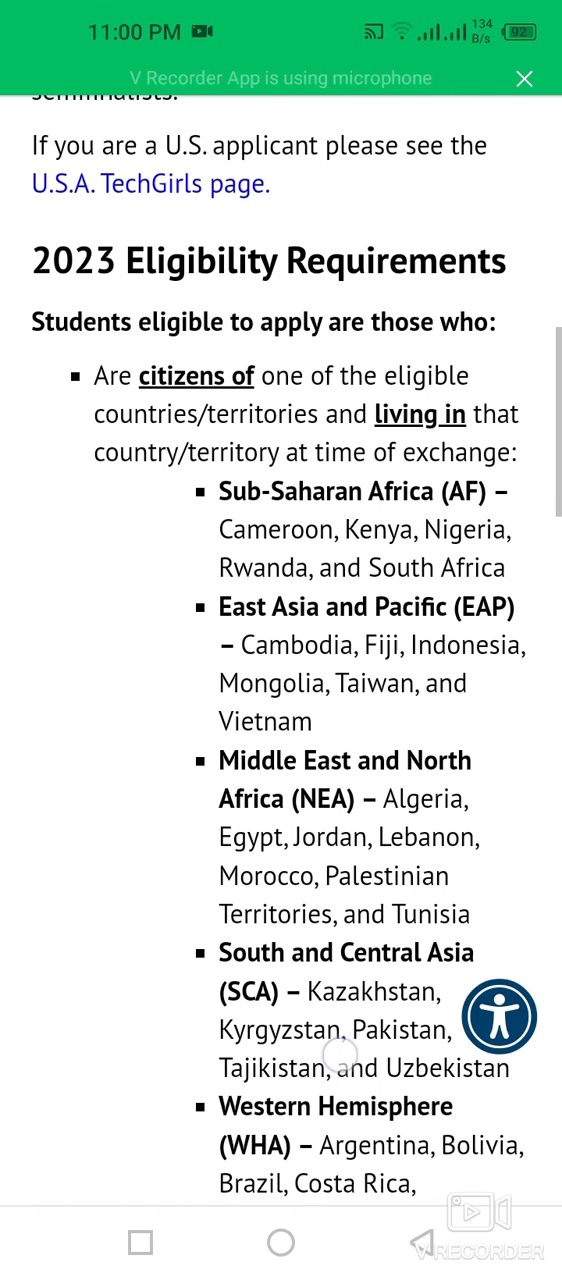 11:00 PM
134
B/s
92
V Recorder App is using microphone
If you are a U.S. applicant please see the
U.S.A. TechGirls page.
2023 Eligibility Requirements
Students eligible to apply are those who:
▪ Are citizens of one of the eligible
countries/territories and living in that
country/territory at time of exchange:
▪ Sub-Saharan Africa (AF) –
Cameroon, Kenya, Nigeria,
Rwanda, and South Africa
▪ East Asia and Pacific (EAP)
– Cambodia, Fiji, Indonesia,
Mongolia, Taiwan, and
Vietnam
▪ Middle East and North
Africa (NEA) – Algeria,
Egypt, Jordan, Lebanon,
Morocco, Palestinian
Territories, and Tunisia
▪ South and Central Asia
(SCA) – Kazakhstan,
Kyrgyzstan, Pakistan,
Tajikistan, and Uzbekistan
▪ Western Hemisphere
(WHA) – Argentina, Bolivia,
Brazil, Costa Rica,
V RECORDER